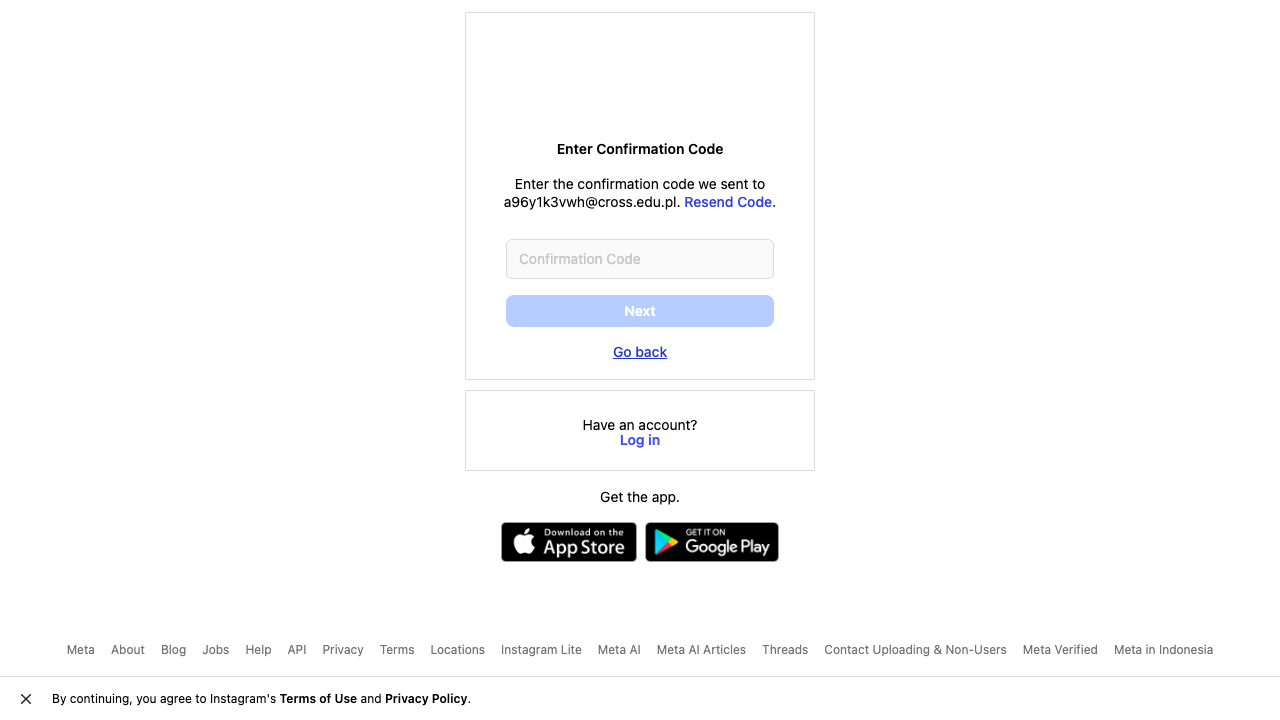 Enter Confirmation Code
Enter the confirmation code we sent to
a96y1k3vwh@cross.edu.pl. Resend Code.
Confirmation Code
Next
Go back
Have an account?
Log in
Get the app.
Download on the
App Store
GET IT ON
Google Play
Meta About Blog Jobs Help API Privacy Terms Locations Instagram Lite Meta AI Meta AI Articles Threads Contact Uploading & Non-Users Meta Verified Meta in Indonesia
By continuing, you agree to Instagram's Terms of Use and Privacy Policy.